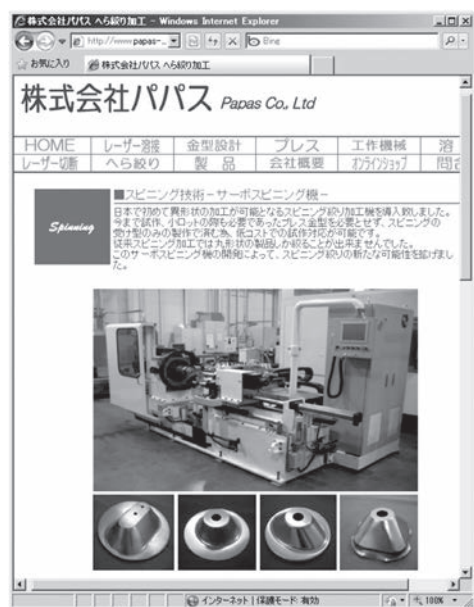 株式会社パパス へら絞り加工 - Windows Internet Explorer
papas-
Bing
お気に入り
株式会社パパス へら絞り加工
株式会社パパス Papas Co., Ltd
HOME レーザー溶接 金型設計 プレス 工作機械 溶
レーザー切断 へら絞り 製 品 会社概要 オンラインショップ 問
■スピニング技術-サーボスピニング機-
Spinning
日本で初めて異形状の加工が可能となるスピニング絞り加工機を導入致しました。
今まで試作、小ロットの際も必要であったプレス金型を必要とせず、スピニングの
受け型のみの製作で済む為、低コストでの試作対応が可能です。
従来スピニング加工では丸形状の製品しか絞ることが出来ませんでした。
このサーボスピニング機の開発によって、スピニング絞りの新たな可能性を拡げまし
た。
インターネット | 保護モード: 有効
100%